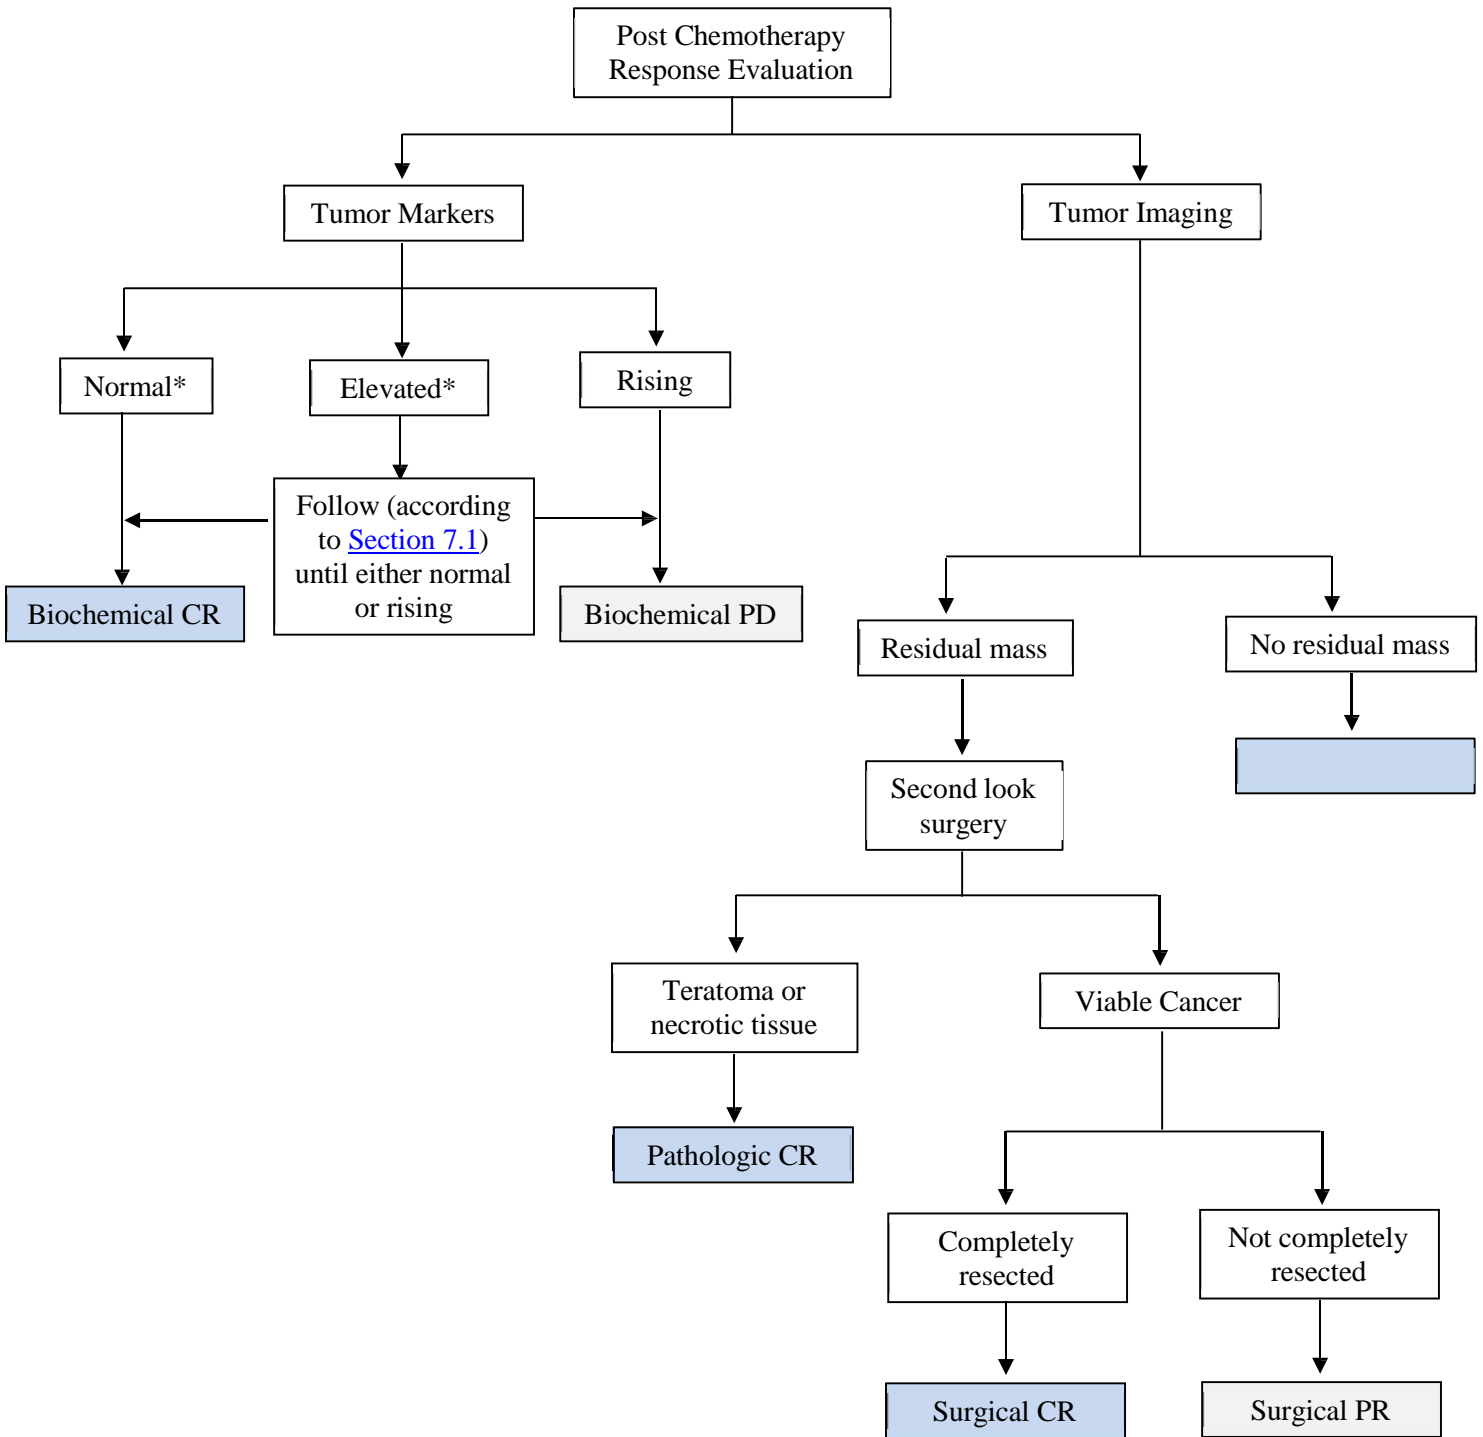 Post Chemotherapy
Response Evaluation
Tumor Markers
Tumor Imaging
Normal*
Elevated*
Rising
Follow (according
to Section 7.1)
until either normal
or rising
Biochemical CR
Biochemical PD
Residual mass
No residual mass
Second look
surgery
Teratoma or
necrotic tissue
Viable Cancer
Pathologic CR
Completely
resected
Not completely
resected
Surgical CR
Surgical PR